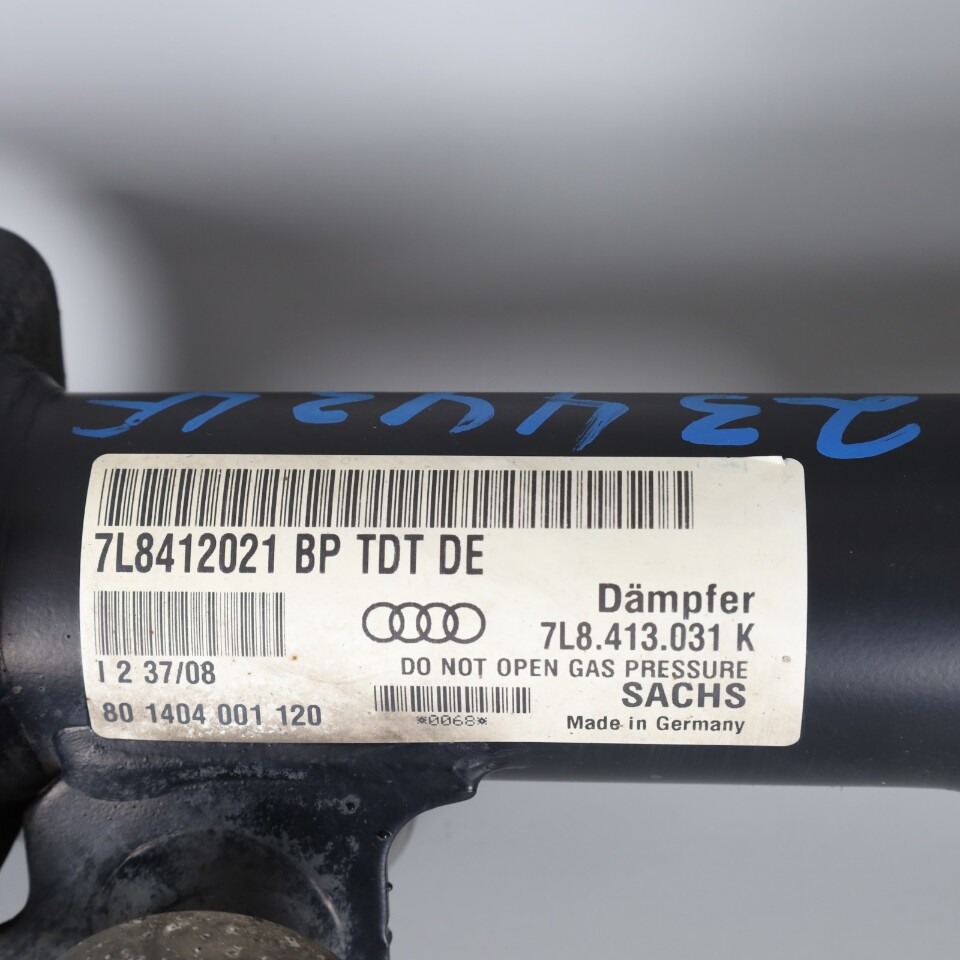 7L8412021 BP TDT DE
Dämpfer
7L8.413.031 K
I 2 37/08
DO NOT OPEN GAS PRESSURE
SACHS
80 1404 001 120
*0068*
Made in Germany